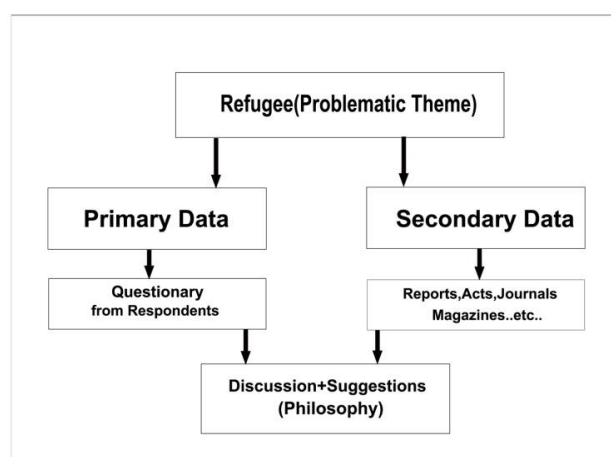 Refugee(Problematic Theme)
Primary Data
Secondary Data
Questionary
from Respondents
Reports,Acts,Journals
Magazines..etc..
Discussion+Suggestions
(Philosophy)